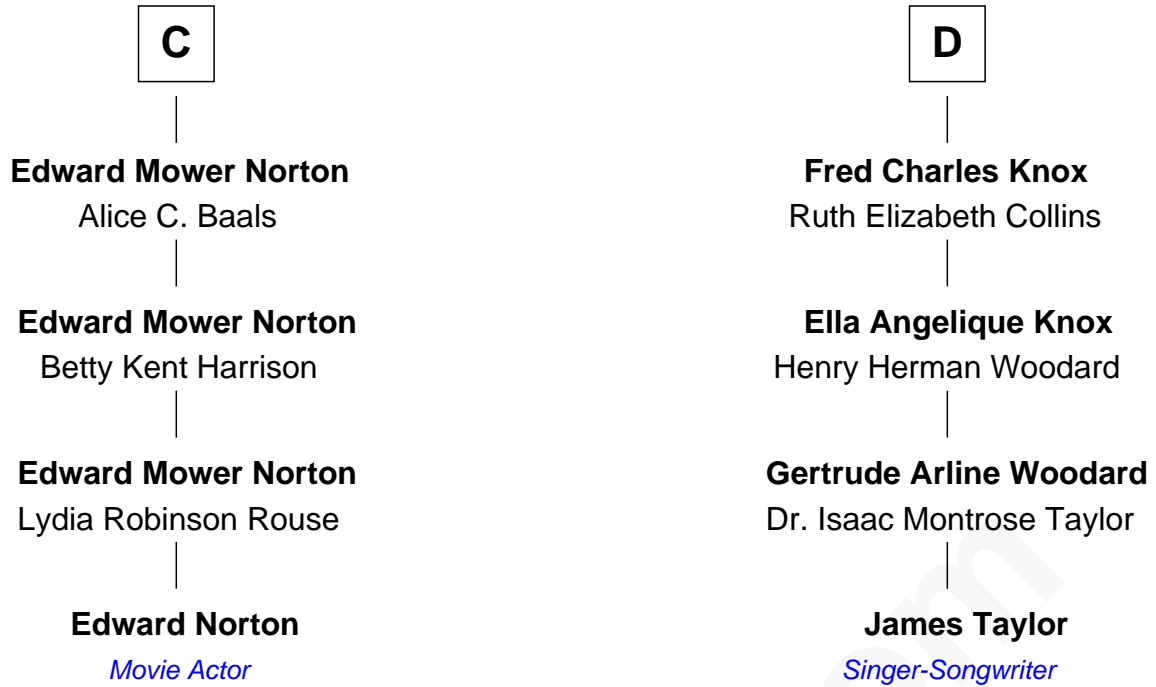 C
D
Edward Mower Norton
Alice C. Baals
Fred Charles Knox
Ruth Elizabeth Collins
Edward Mower Norton
Betty Kent Harrison
Ella Angelique Knox
Henry Herman Woodard
Edward Mower Norton
Lydia Robinson Rouse
Gertrude Arline Woodard
Dr. Isaac Montrose Taylor
Edward Norton
Movie Actor
James Taylor
Singer-Songwriter